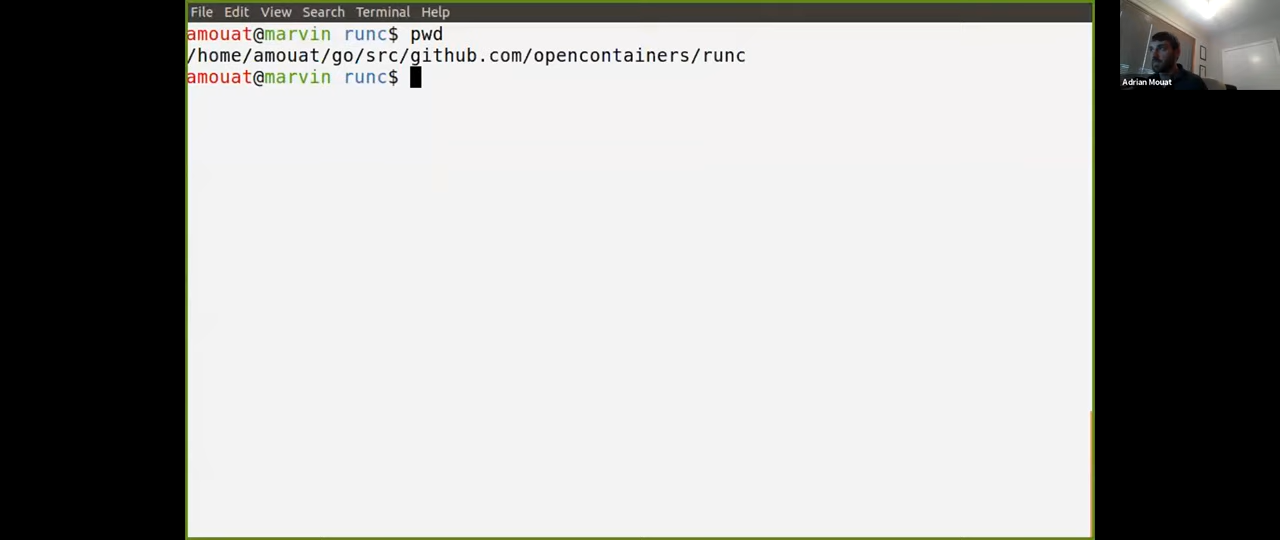 File Edit View Search Terminal Help
amouat@marvin runc$ pwd
/home/amouat/go/src/github.com/opencontainers/runc
amouat@marvin runc$
Adrian Mouat